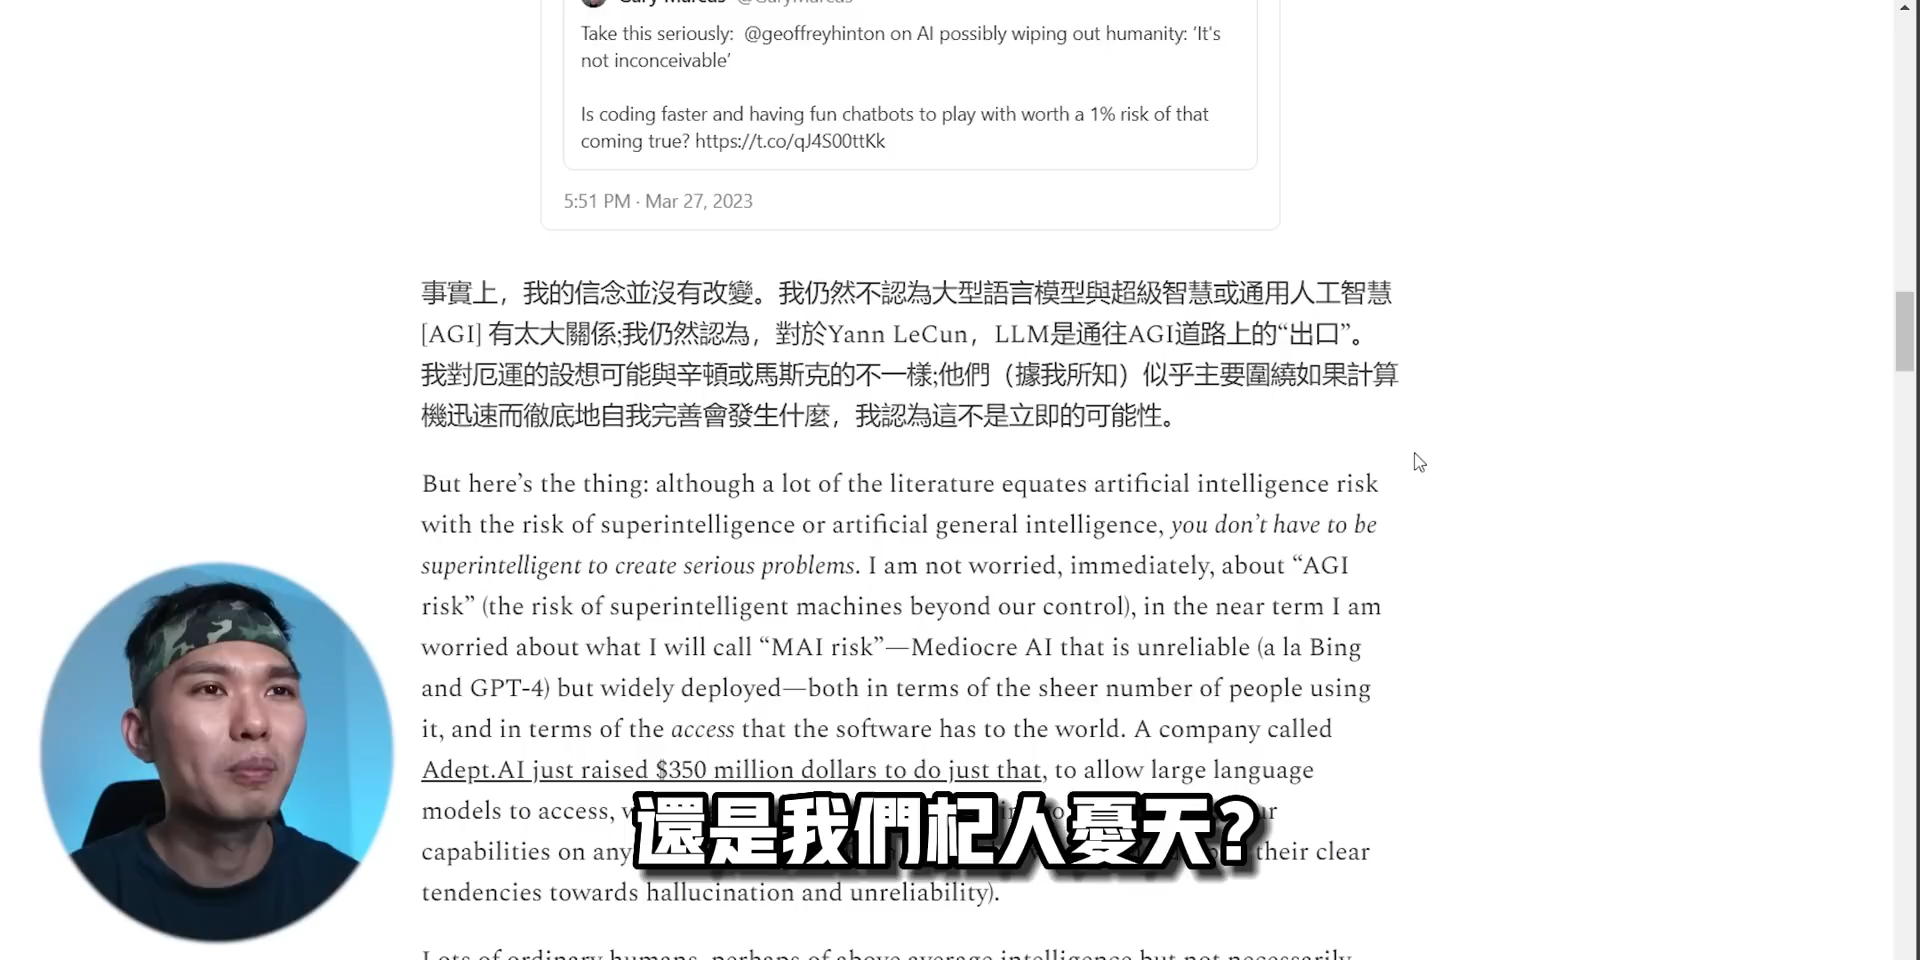 Gary Marcus @GaryMarcus
Take this seriously: @geoffreyhinton on AI possibly wiping out humanity: ‘It's
not inconceivable’
Is coding faster and having fun chatbots to play with worth a 1% risk of that
coming true? https://t.co/qJ4S00ttKk
5:51 PM · Mar 27, 2023
事實上，我的信念並沒有改變。我仍然不認為大型語言模型與超級智慧或通用人工智慧
[AGI] 有太大關係;我仍然認為，對於Yann LeCun，LLM是通往AGI道路上的“出口”。
我對厄運的設想可能與辛頓或馬斯克的不一樣;他們（據我所知）似乎主要圍繞如果計算
機迅速而徹底地自我完善會發生什麼，我認為這不是立即的可能性。
But here’s the thing: although a lot of the literature equates artificial intelligence risk
with the risk of superintelligence or artificial general intelligence, you don’t have to be
superintelligent to create serious problems. I am not worried, immediately, about “AGI
risk” (the risk of superintelligent machines beyond our control), in the near term I am
worried about what I will call “MAI risk”—Mediocre AI that is unreliable (a la Bing
and GPT-4) but widely deployed—both in terms of the sheer number of people using
it, and in terms of the access that the software has to the world. A company called
Adept.AI just raised $350 million dollars to do just that, to allow large language
models to access,
capabilities on any their clear
還是我們杞人憂天?
tendencies towards hallucination and unreliability).
Lots of ordinary humans, perhaps of above average intelligence but not necessarily